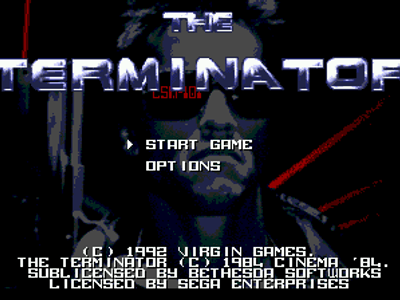 THE
TERMINATOR
START GAME
OPTIONS
(C) 1992 VIRGIN GAMES.
THE TERMINATOR (C) 1984 CINEMA '84.
SUBLICENSED BY BETHESDA SOFTWORKS
LICENSED BY SEGA ENTERPRISES